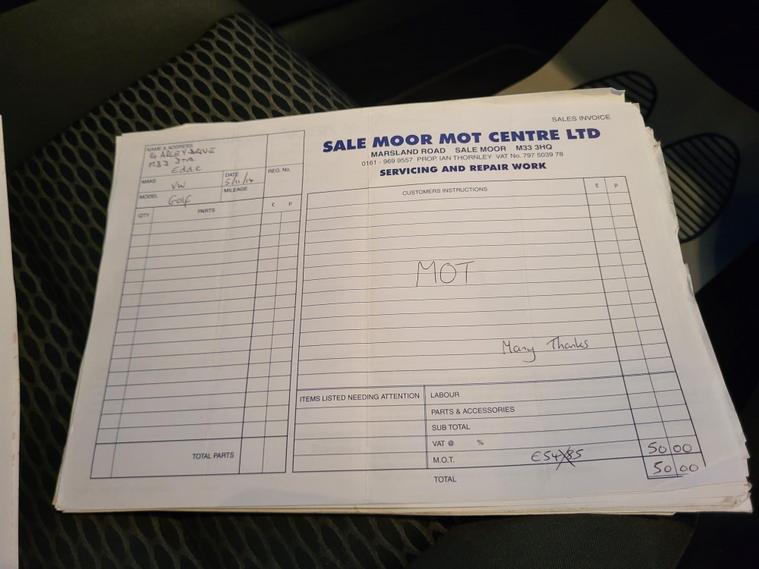 SALES INVOICE
SALE MOOR MOT CENTRE LTD
MARSLAND ROAD SALE MOOR M33 3HQ
0161 - 969 9557 PROP. IAN THORNLEY VAT No. 797 5039 78
SERVICING AND REPAIR WORK
NAME & ADDRESS
M33
MAKE
VW
DATE
REG. No.
MODEL
Golf
MILEAGE
QTY PARTS £ P
CUSTOMERS INSTRUCTIONS £ P
MOT
Many Thanks
ITEMS LISTED NEEDING ATTENTION
LABOUR
PARTS & ACCESSORIES
SUB TOTAL
VAT @ %
M.O.T. £54.85 50 00
TOTAL 50 00
TOTAL PARTS